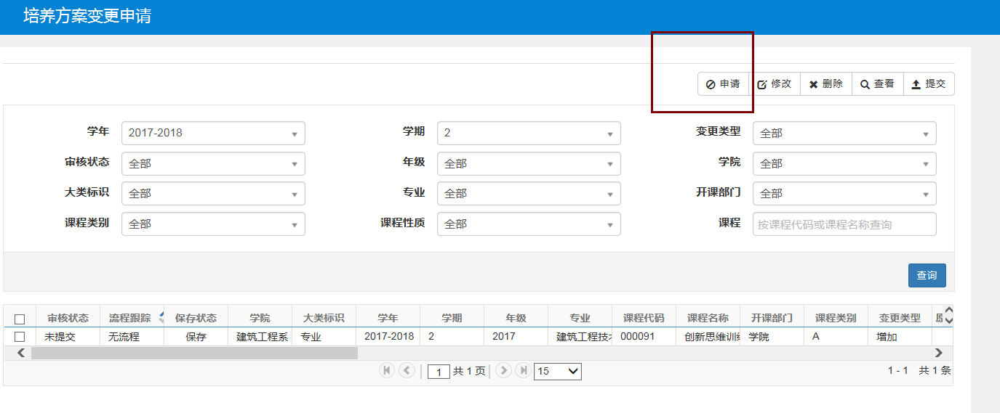 培养方案变更申请
申请 修改 删除 查看 提交
学年 2017-2018 学期 2 变更类型 全部
审核状态 全部 年级 全部 学院 全部
大类标识 全部 专业 全部 开课部门 全部
课程类别 全部 课程性质 全部 课程 按课程代码或课程名称查询
查询
审核状态 流程跟踪 保存状态 学院 大类标识 学年 学期 年级 专业 课程代码 课程名称 开课部门 课程类别 变更类型
未提交 无流程 保存 建筑工程系 专业 2017-2018 2 2017 建筑工程技 000091 创新思维训 学院 A 增加
1 共 1 页 15 1 - 1 共 1 条